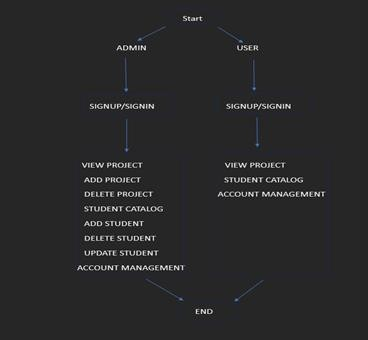 Start
ADMIN
USER
SIGNUP/SIGNIN
SIGNUP/SIGNIN
VIEW PROJECT
ADD PROJECT
DELETE PROJECT
STUDENT CATALOG
ADD STUDENT
DELETE STUDENT
UPDATE STUDENT
ACCOUNT MANAGEMENT
VIEW PROJECT
STUDENT CATALOG
ACCOUNT MANAGEMENT
END